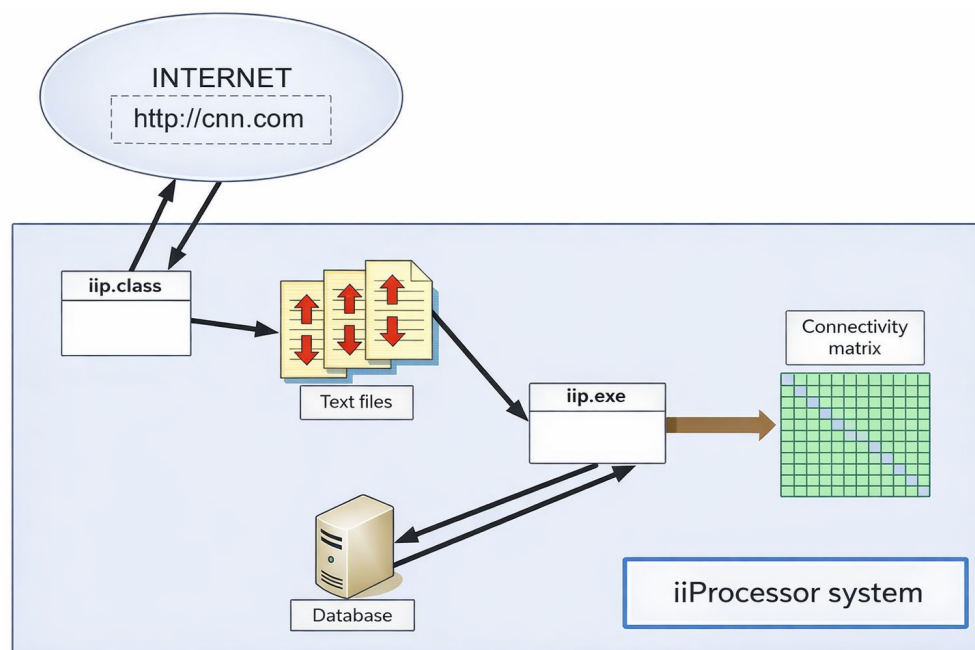 INTERNET
http://cnn.com
iip.class
Text files
Connectivity
matrix
iip.exe
Database
iiProcessor system